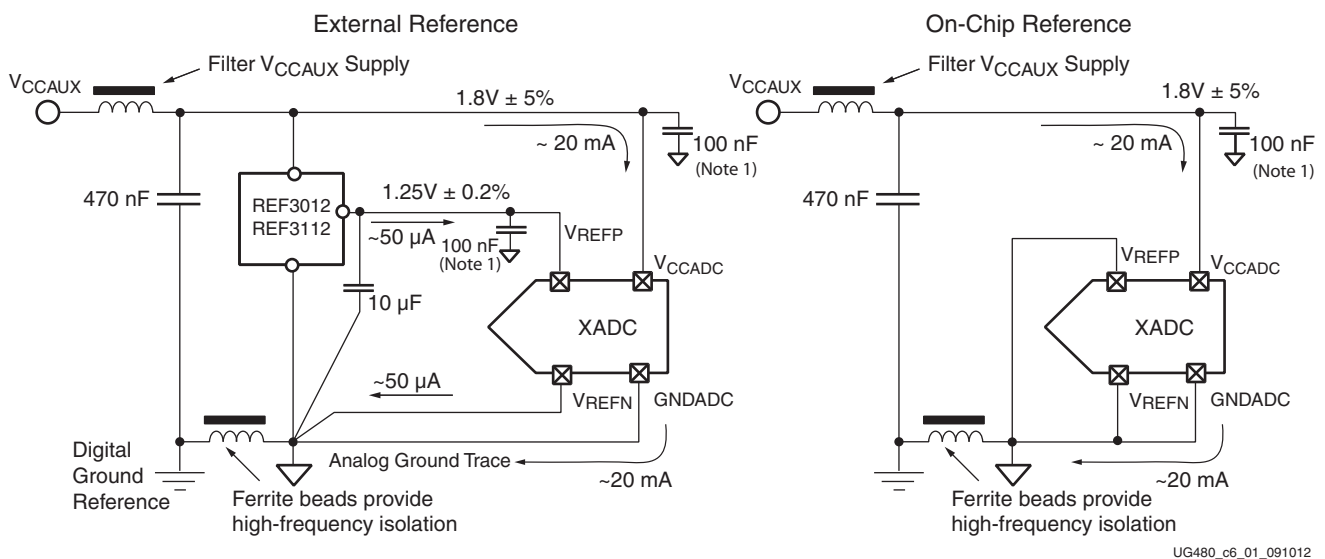 External Reference
On-Chip Reference
Filter VCCAUX Supply
VCCAUX
1.8V ± 5%
~ 20 mA
100 nF
(Note 1)
470 nF
REF3012
REF3112
1.25V ± 0.2%
~50 µA
100 nF
(Note 1)
VREFP
VCCADC
10 µF
XADC
~50 µA
VREFN
GNDADC
Digital
Ground
Reference
Analog Ground Trace
~20 mA
Ferrite beads provide
high-frequency isolation
Filter VCCAUX Supply
VCCAUX
1.8V ± 5%
~ 20 mA
100 nF
(Note 1)
470 nF
VREFP
VCCADC
XADC
VREFN
GNDADC
~20 mA
Ferrite beads provide
high-frequency isolation
UG480_c6_01_091012